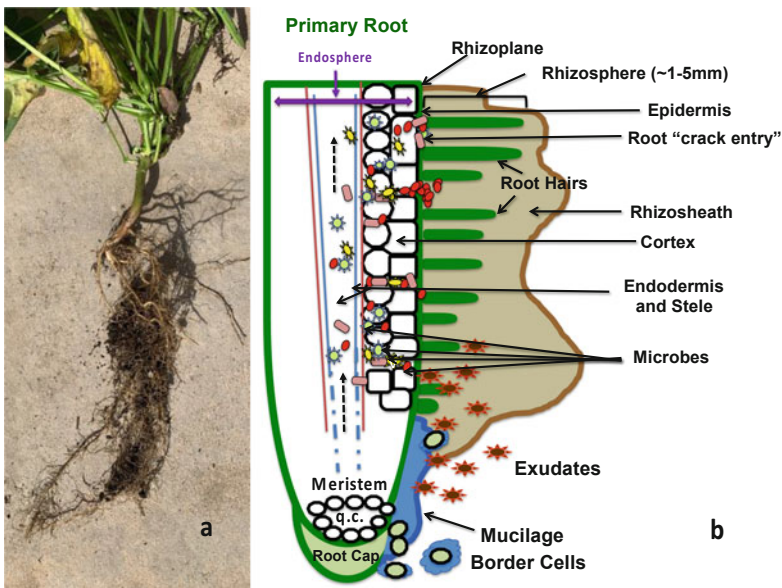 Primary Root
Endosphere
Rhizoplane
Rhizosphere (~1-5mm)
Epidermis
Root “crack entry”
Root Hairs
Rhizosheath
Cortex
Endodermis
and Stele
Microbes
Exudates
Meristem
q.c.
Root Cap
Mucilage
Border Cells
a
b